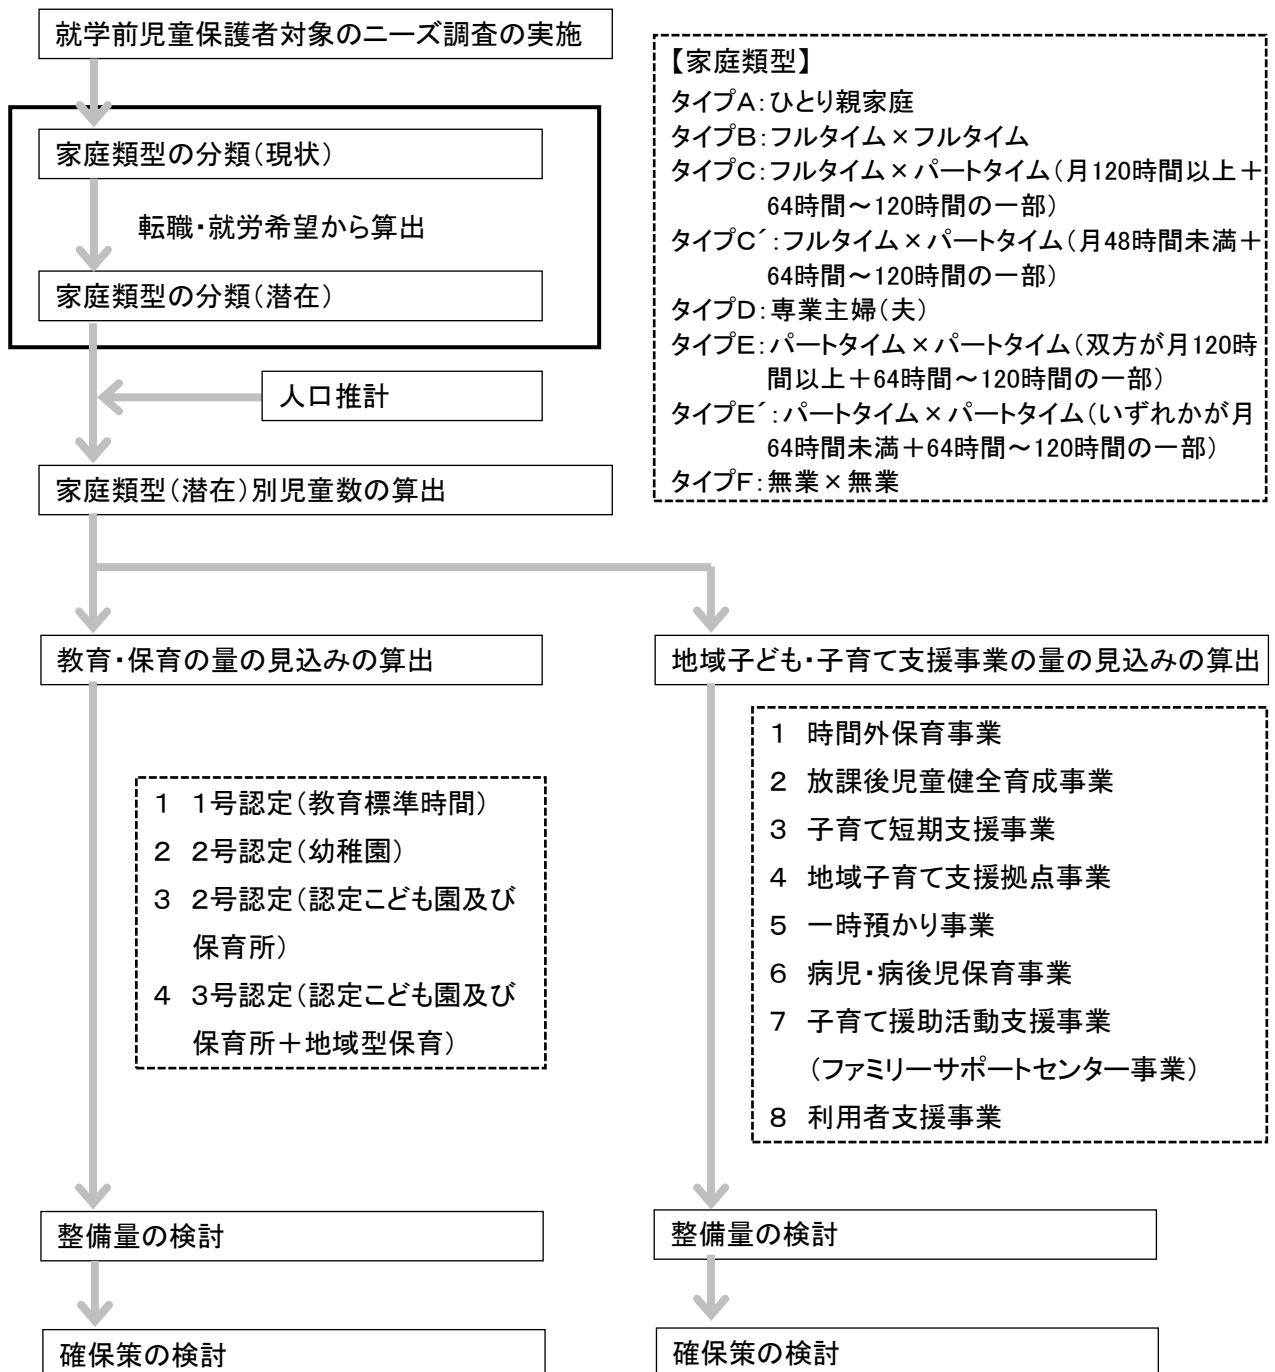 就学前児童保護者対象のニーズ調査の実施
家庭類型の分類(現状)
転職・就労希望から算出
家庭類型の分類(潜在)
人口推計
家庭類型(潜在)別児童数の算出
【家庭類型】
タイプA:ひとり親家庭
タイプB:フルタイム×フルタイム
タイプC:フルタイム×パートタイム(月120時間以上+
64時間~120時間の一部)
タイプC´:フルタイム×パートタイム(月48時間未満+
64時間~120時間の一部)
タイプD:専業主婦(夫)
タイプE:パートタイム×パートタイム(双方が月120時
間以上+64時間~120時間の一部)
タイプE´:パートタイム×パートタイム(いずれかが月
64時間未満+64時間~120時間の一部)
タイプF:無業×無業
教育・保育の量の見込みの算出
1 1号認定(教育標準時間)
2 2号認定(幼稚園)
3 2号認定(認定こども園及び
保育所)
4 3号認定(認定こども園及び
保育所+地域型保育)
整備量の検討
確保策の検討
地域子ども・子育て支援事業の量の見込みの算出
1 時間外保育事業
2 放課後児童健全育成事業
3 子育て短期支援事業
4 地域子育て支援拠点事業
5 一時預かり事業
6 病児・病後児保育事業
7 子育て援助活動支援事業
(ファミリーサポートセンター事業)
8 利用者支援事業
整備量の検討
確保策の検討